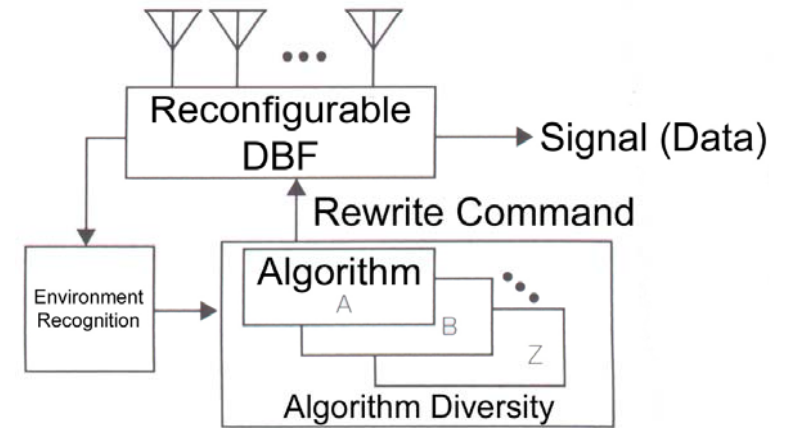 Reconfigurable
DBF
Signal (Data)
Rewrite Command
Environment
Recognition
Algorithm
A
B
Z
Algorithm Diversity